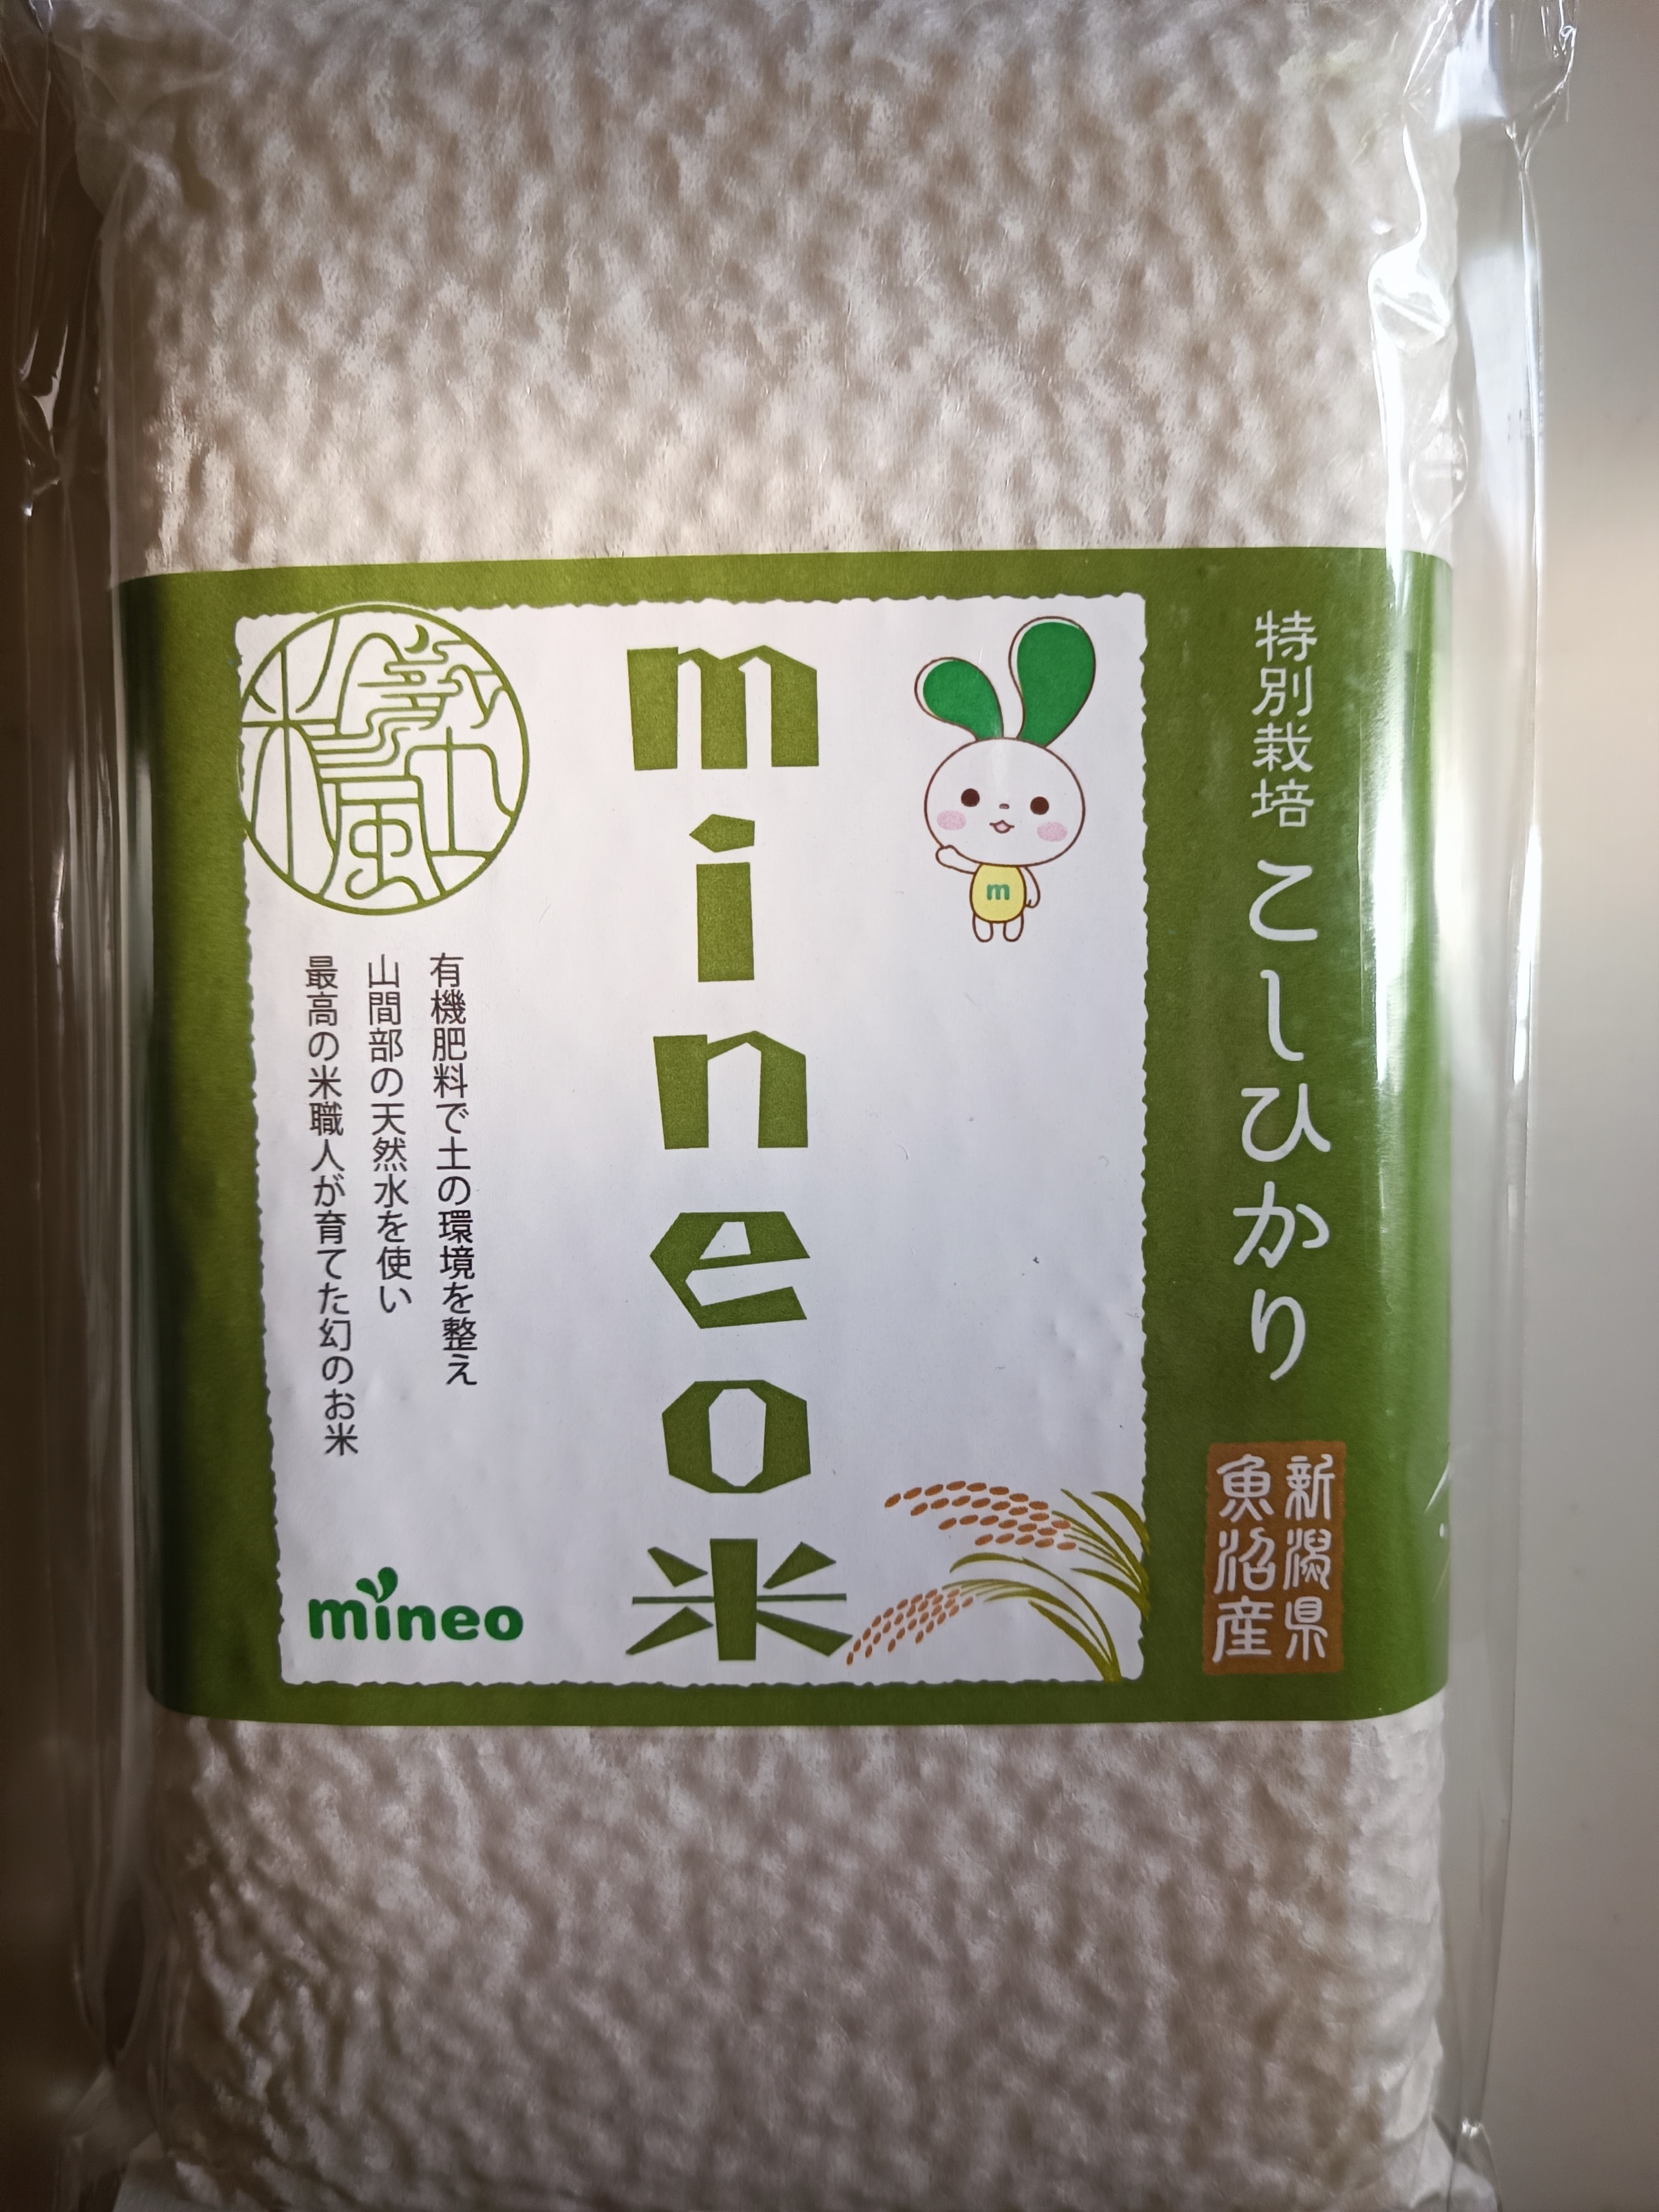 特別栽培 こしひかり
新潟県
魚沼産
m
mineo米
有機肥料で土の環境を整え
山間部の天然水を使い
最高の米職人が育てた幻のお米
mineo